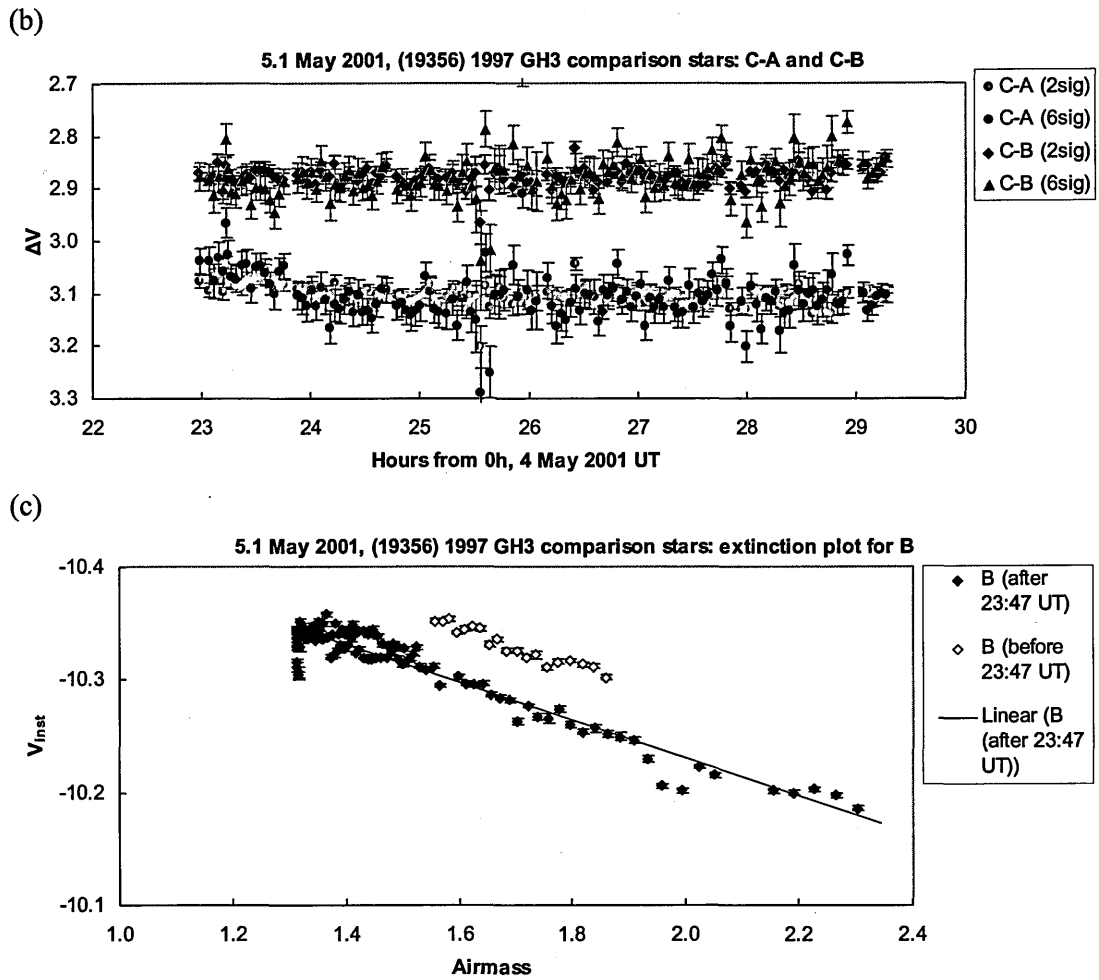 (b)
5.1 May 2001, (19356) 1997 GH3 comparison stars: C-A and C-B
2.7
2.8
2.9
3.0
3.1
3.2
3.3
ΔV
22
23
24
25
26
27
28
29
30
Hours from 0h, 4 May 2001 UT
C-A (2sig)
C-A (6sig)
C-B (2sig)
C-B (6sig)
(c)
5.1 May 2001, (19356) 1997 GH3 comparison stars: extinction plot for B
-10.4
-10.3
-10.2
-10.1
VInst
1.0
1.2
1.4
1.6
1.8
2.0
2.2
2.4
Airmass
B (after
23:47 UT)
B (before
23:47 UT)
Linear (B
(after 23:47
UT))